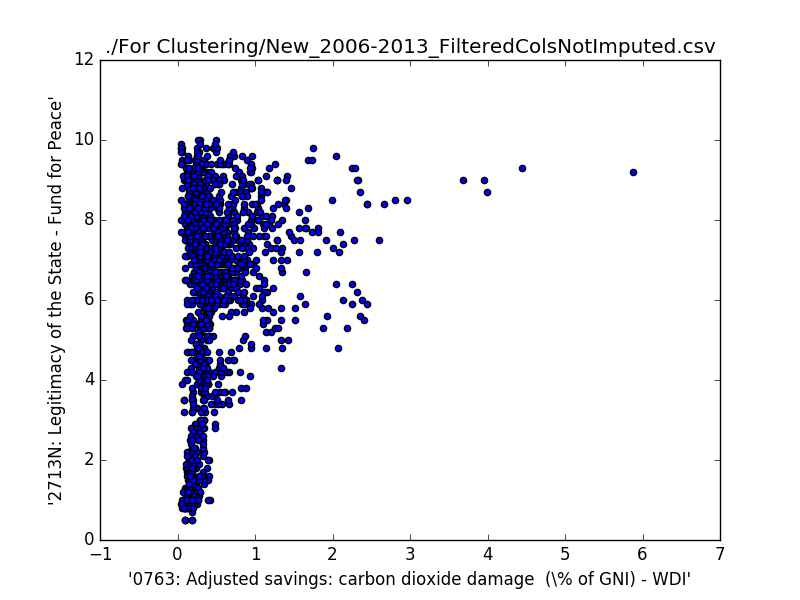 ./For Clustering/New_2006-2013_FilteredColsNotImputed.csv
12
10
8
6
4
2
0
'2713N: Legitimacy of the State - Fund for Peace'
−1 0 1 2 3 4 5 6 7
'0763: Adjusted savings: carbon dioxide damage  (\% of GNI) - WDI'